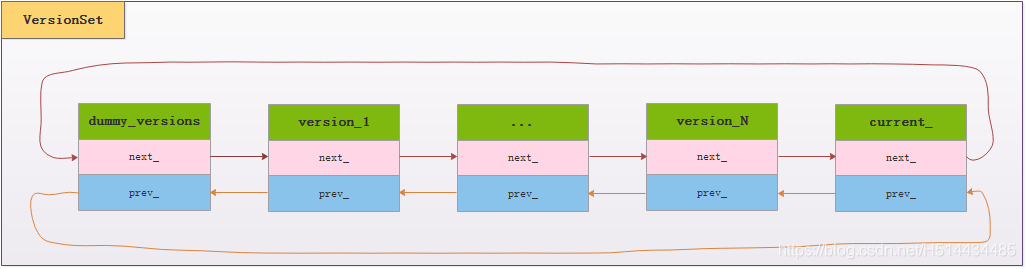 VersionSet
dummy_versions
version_1
...
version_N
current_
next_
next_
next_
next_
next_
prev_
prev_
prev_
prev_
prev_
https://blog.csdn.net/H514434485